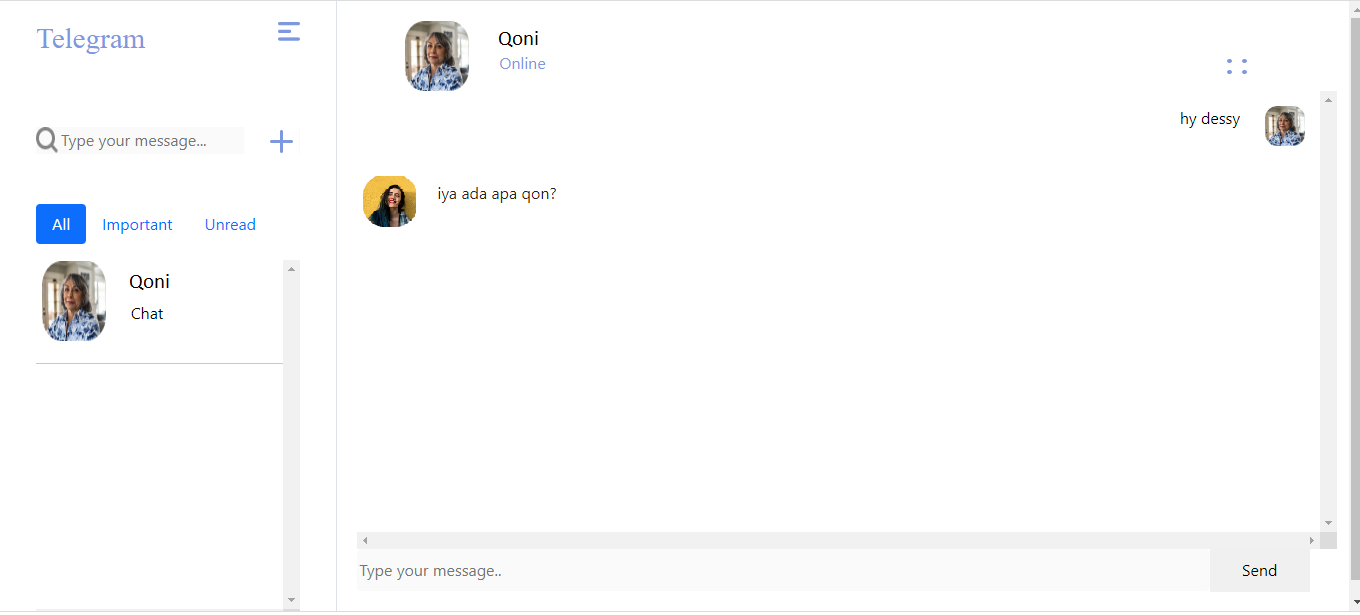 Telegram
Type your message...
All Important Unread
Qoni
Chat
Qoni
Online
hy dessy
iya ada apa qon?
Type your message..
Send